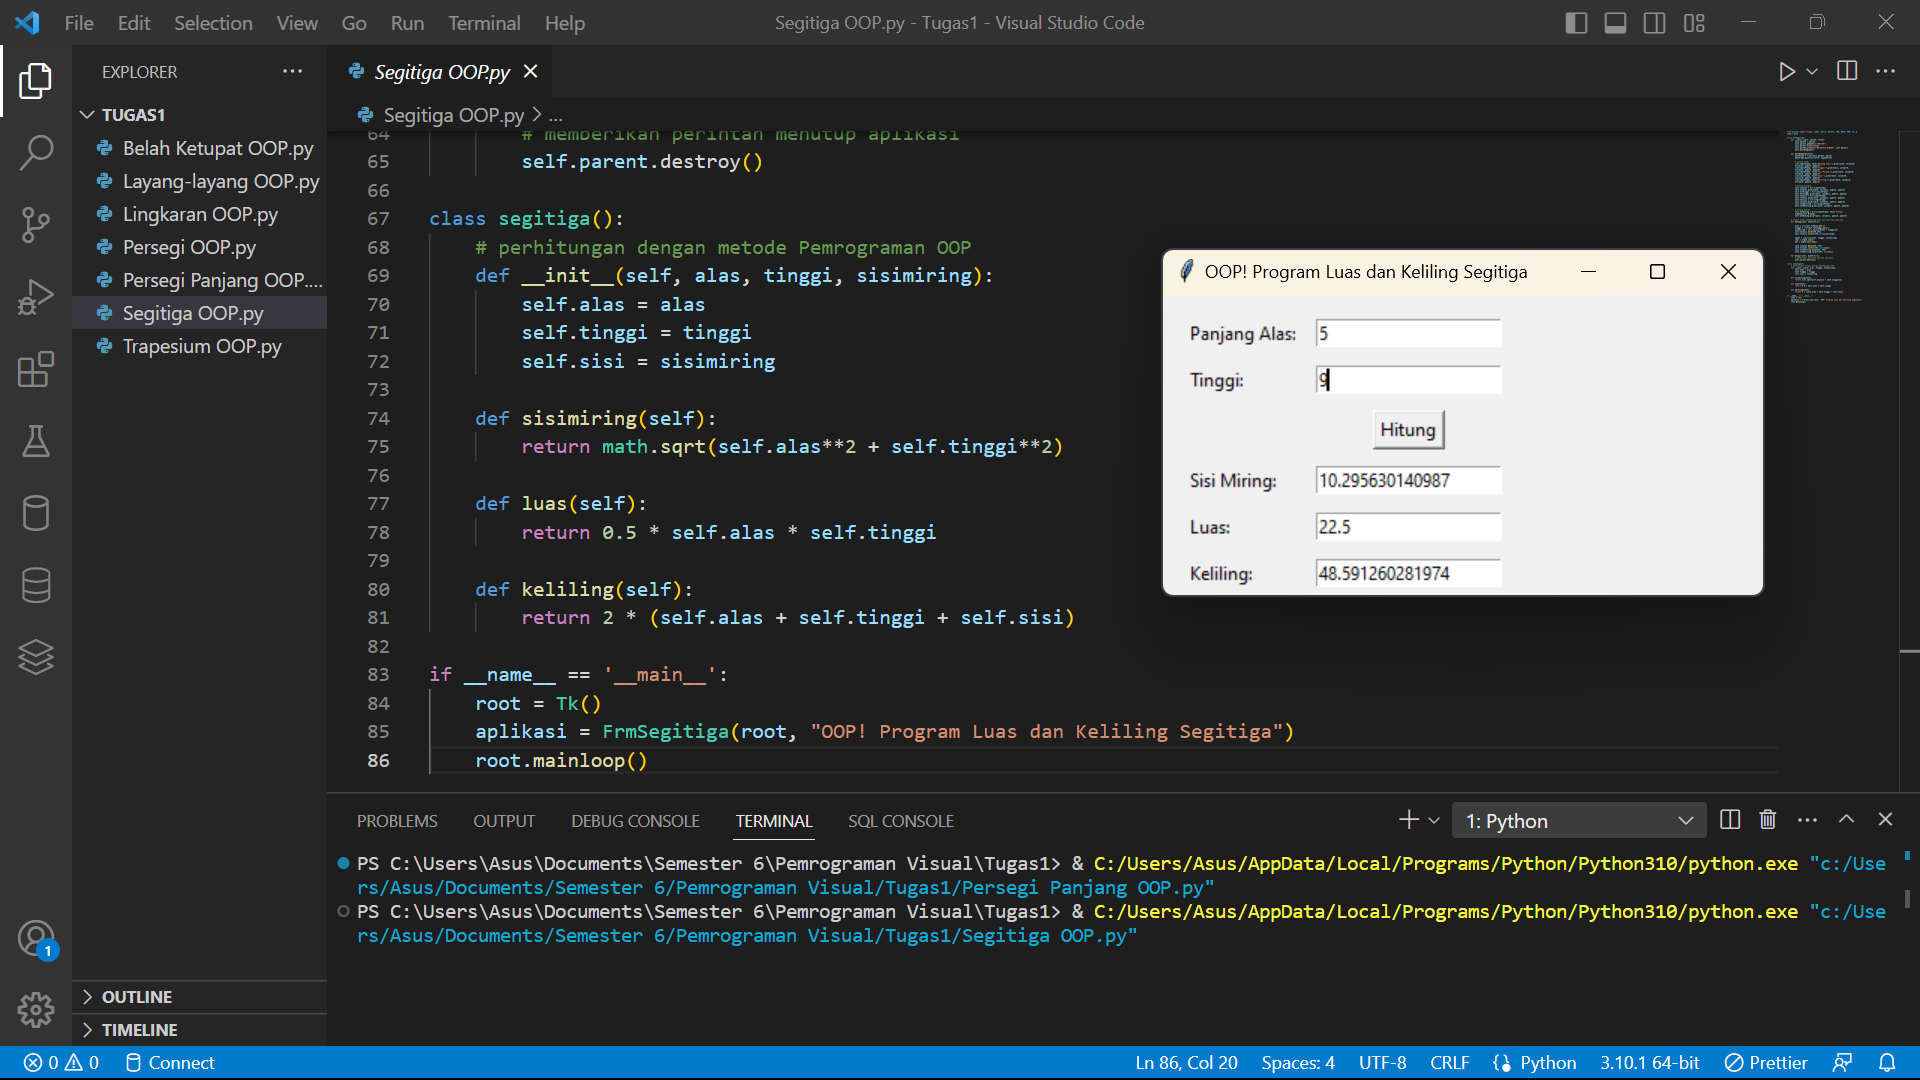 File Edit Selection View Go Run Terminal Help
Segitiga OOP.py - Tugas1 - Visual Studio Code
EXPLORER
TUGAS1
Belah Ketupat OOP.py
Layang-layang OOP.py
Lingkaran OOP.py
Persegi OOP.py
Persegi Panjang OOP....
Segitiga OOP.py
Trapesium OOP.py
OUTLINE
TIMELINE
1
Segitiga OOP.py
Segitiga OOP.py > ...
64 # memberikan perintah menutup aplikasi
65 self.parent.destroy()
66
67 class segitiga():
68 # perhitungan dengan metode Pemrograman OOP
69 def __init__(self, alas, tinggi, sisimiring):
70 self.alas = alas
71 self.tinggi = tinggi
72 self.sisi = sisimiring
73
74 def sisimiring(self):
75 return math.sqrt(self.alas**2 + self.tinggi**2)
76
77 def luas(self):
78 return 0.5 * self.alas * self.tinggi
79
80 def keliling(self):
81 return 2 * (self.alas + self.tinggi + self.sisi)
82
83 if __name__ == '__main__':
84 root = Tk()
85 aplikasi = FrmSegitiga(root, "OOP! Program Luas dan Keliling Segitiga")
86 root.mainloop()
OOP! Program Luas dan Keliling Segitiga
Panjang Alas: 5
Tinggi: 9
Hitung
Sisi Miring: 10.295630140987
Luas: 22.5
Keliling: 48.591260281974
PROBLEMS OUTPUT DEBUG CONSOLE TERMINAL SQL CONSOLE
1: Python
PS C:\Users\Asus\Documents\Semester 6\Pemrograman Visual\Tugas1> & C:/Users/Asus/AppData/Local/Programs/Python/Python310/python.exe "c:/Use
rs/Asus/Documents/Semester 6/Pemrograman Visual/Tugas1/Persegi Panjang OOP.py"
PS C:\Users\Asus\Documents\Semester 6\Pemrograman Visual\Tugas1> & C:/Users/Asus/AppData/Local/Programs/Python/Python310/python.exe "c:/Use
rs/Asus/Documents/Semester 6/Pemrograman Visual/Tugas1/Segitiga OOP.py"
0 0 Connect
Ln 86, Col 20 Spaces: 4 UTF-8 CRLF Python 3.10.1 64-bit Prettier